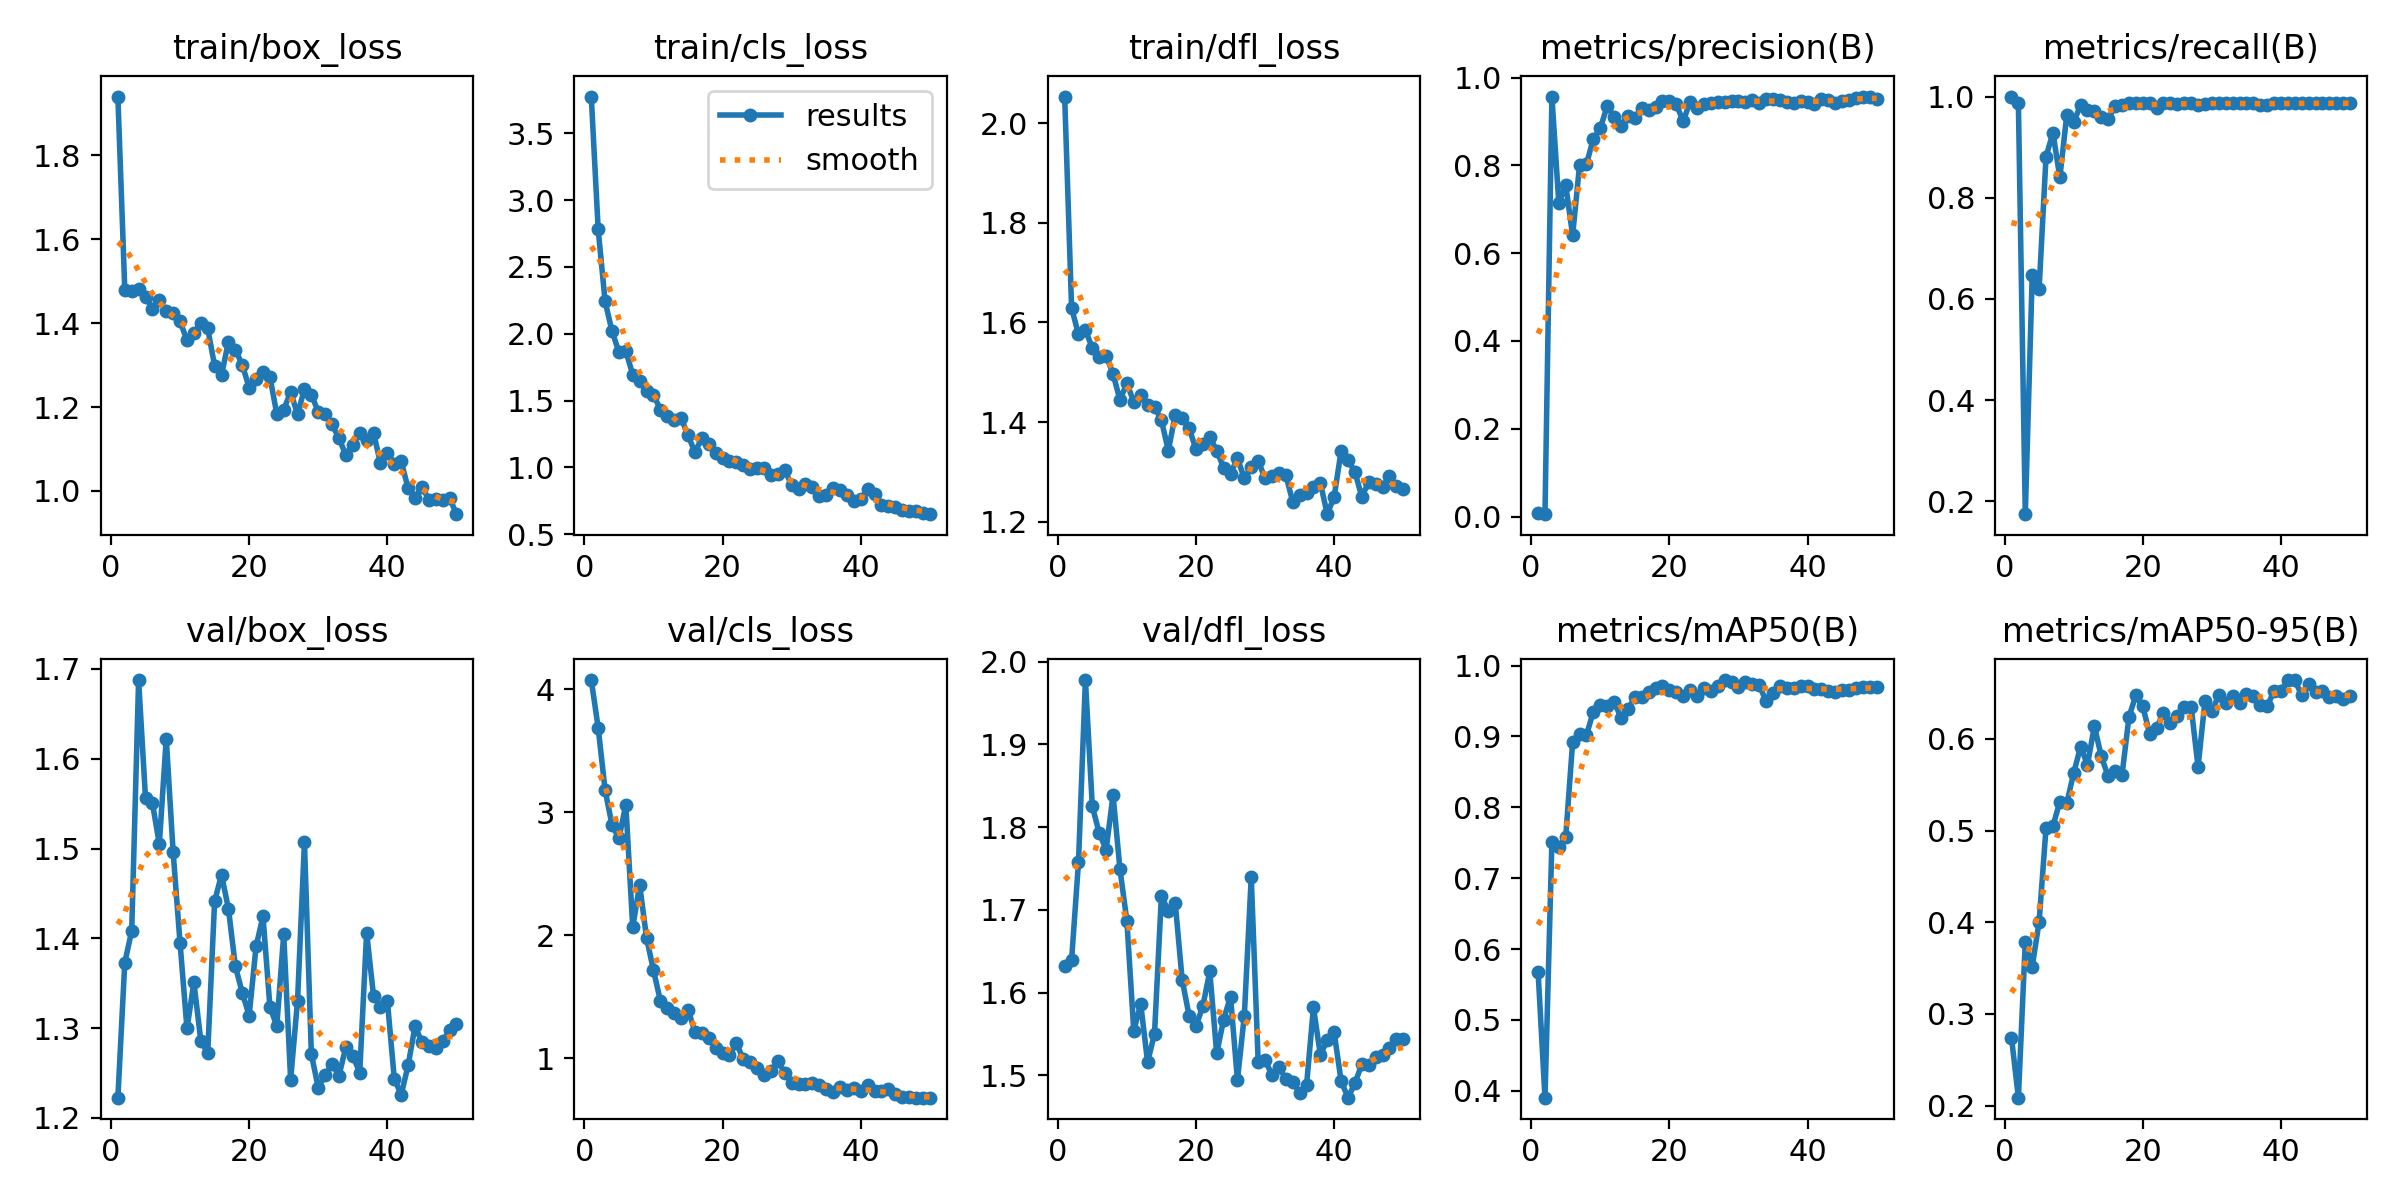 train/box_loss
1.8
1.6
1.4
1.2
1.0
0 20 40
train/cls_loss
results
smooth
3.5
3.0
2.5
2.0
1.5
1.0
0.5
0 20 40
train/dfl_loss
2.0
1.8
1.6
1.4
1.2
0 20 40
metrics/precision(B)
1.0
0.8
0.6
0.4
0.2
0.0
0 20 40
metrics/recall(B)
1.0
0.8
0.6
0.4
0.2
0 20 40
val/box_loss
1.7
1.6
1.5
1.4
1.3
1.2
0 20 40
val/cls_loss
4
3
2
1
0 20 40
val/dfl_loss
2.0
1.9
1.8
1.7
1.6
1.5
0 20 40
metrics/mAP50(B)
1.0
0.9
0.8
0.7
0.6
0.5
0.4
0 20 40
metrics/mAP50-95(B)
0.6
0.5
0.4
0.3
0.2
0 20 40